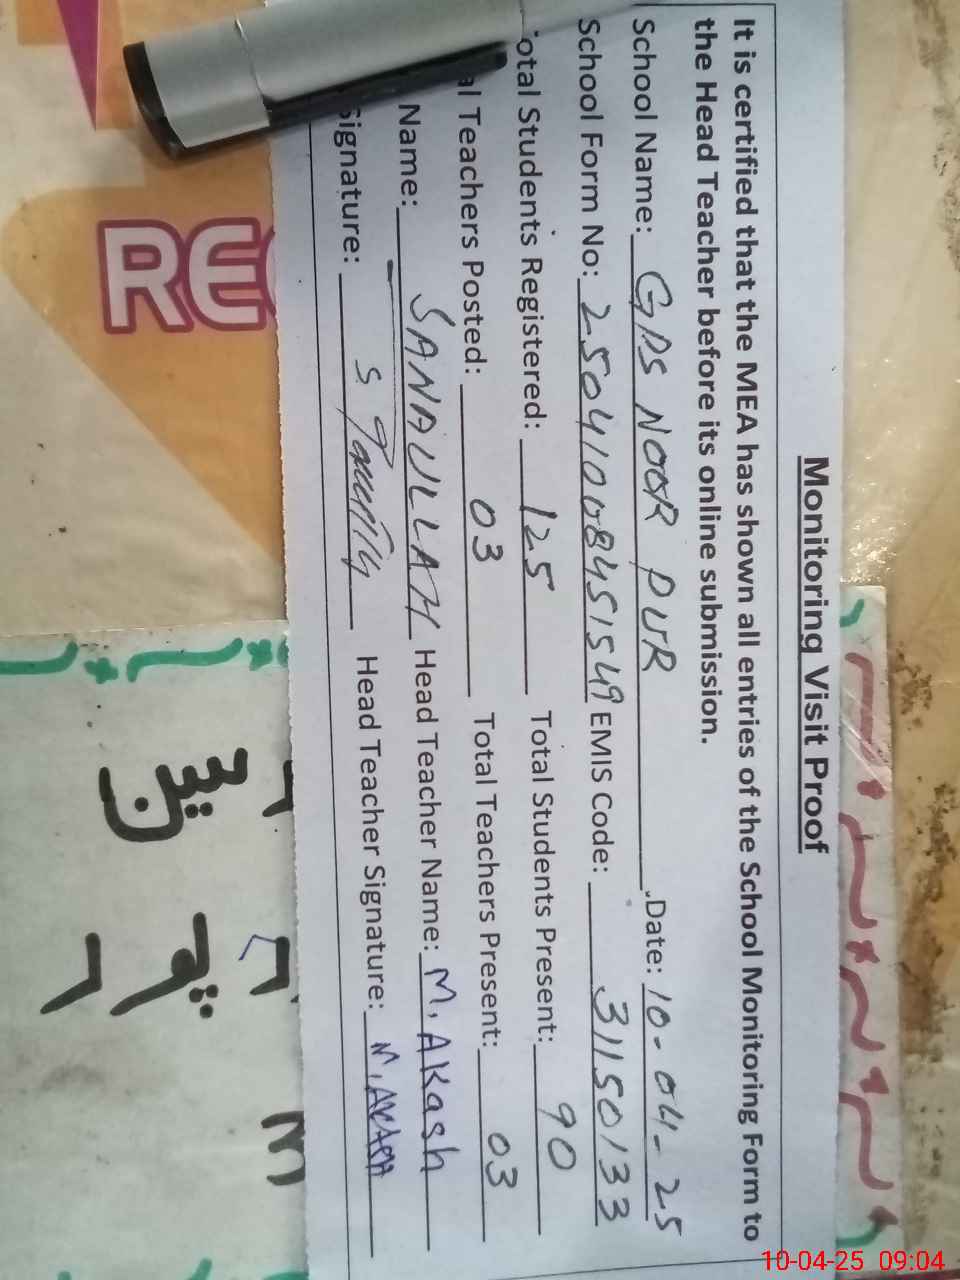 Monitoring Visit Proof
It is certified that the MEA has shown all entries of the School Monitoring Form to
the Head Teacher before its online submission.
School Name: GPS NOOR PUR Date: 10-04-25
School Form No: 25041008451549 EMIS Code: 31150133
otal Students Registered: 125 Total Students Present: 90
al Teachers Posted: 03 Total Teachers Present: 03
Name: SANAULLAH Head Teacher Name: M. AKash
Signature: Head Teacher Signature: M. AKASH
REC
10-04-25 09:04